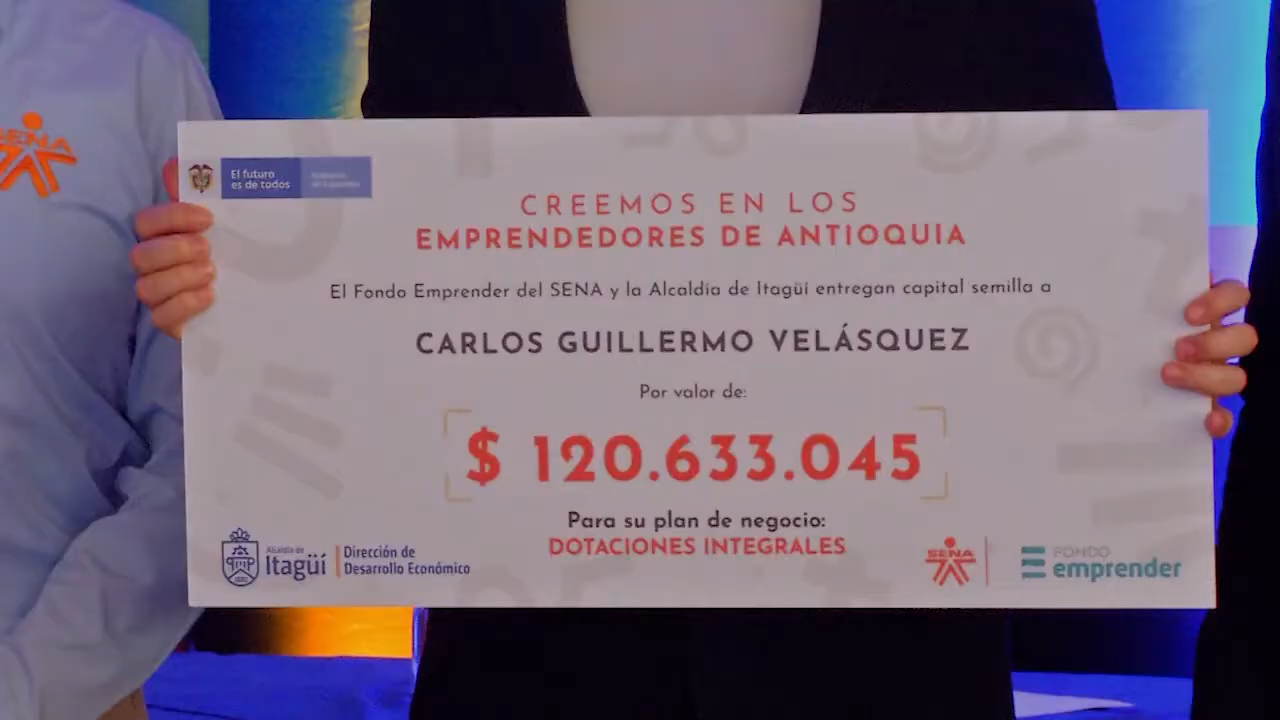 SENA
El futuro
es de todos
CREEMOS EN LOS
EMPRENDEDORES DE ANTIOQUIA
El Fondo Emprender del SENA y la Alcaldía de Itagüí entregan capital semilla a
CARLOS GUILLERMO VELÁSQUEZ
Por valor de:
$ 120.633.045
Para su plan de negocio:
DOTACIONES INTEGRALES
Alcaldía de
Itagüí
Dirección de
Desarrollo Económico
SENA
FONDO
emprender